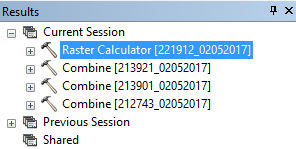 Results
Current Session
Raster Calculator [221912_02052017]
Combine [213921_02052017]
Combine [213901_02052017]
Combine [212743_02052017]
Previous Session
Shared